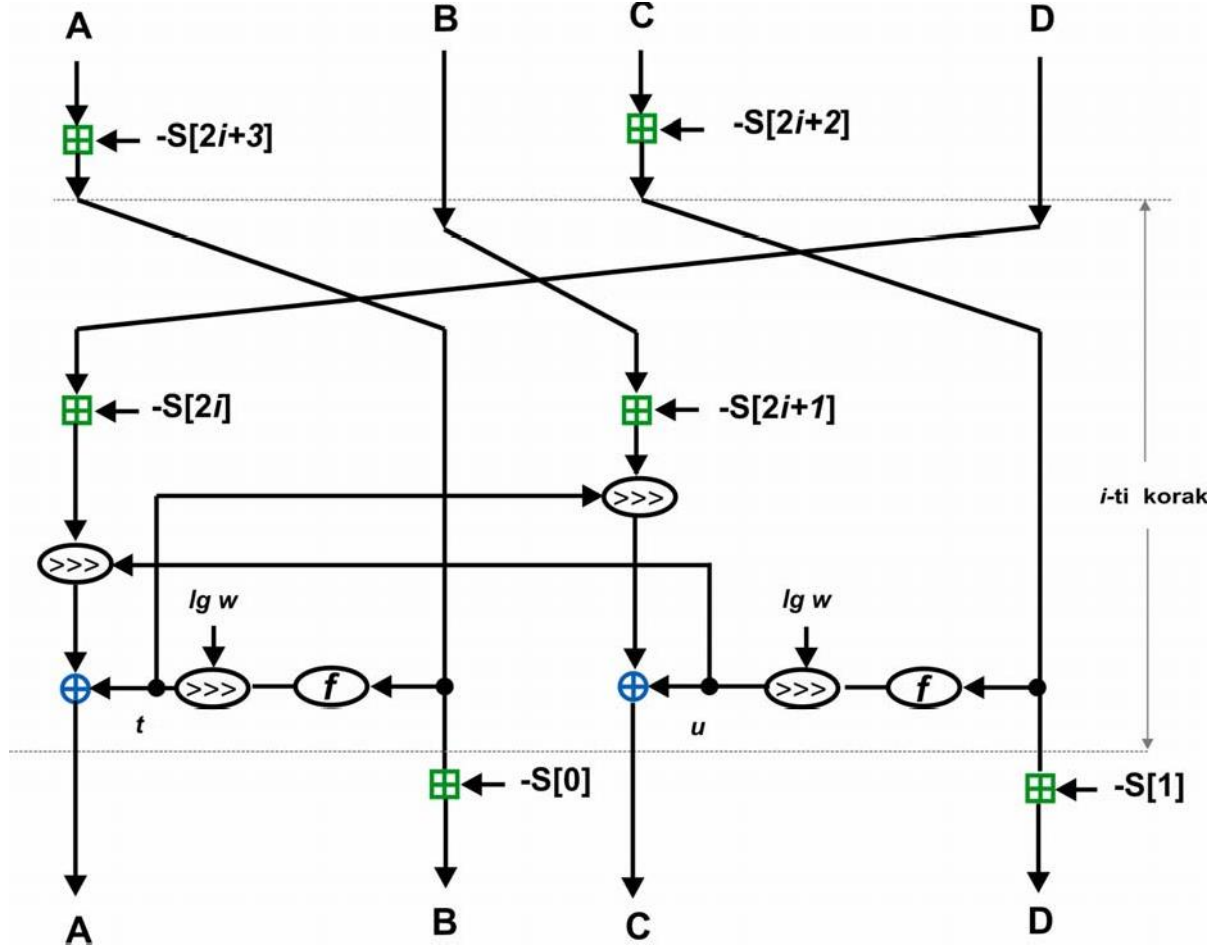 A B C D
-S[2i+3] -S[2i+2]
-S[2i] -S[2i+1]
>>>
i-ti korak
>>>
lg w lg w
>>> f >>> f
t u
-S[0] -S[1]
A B C D